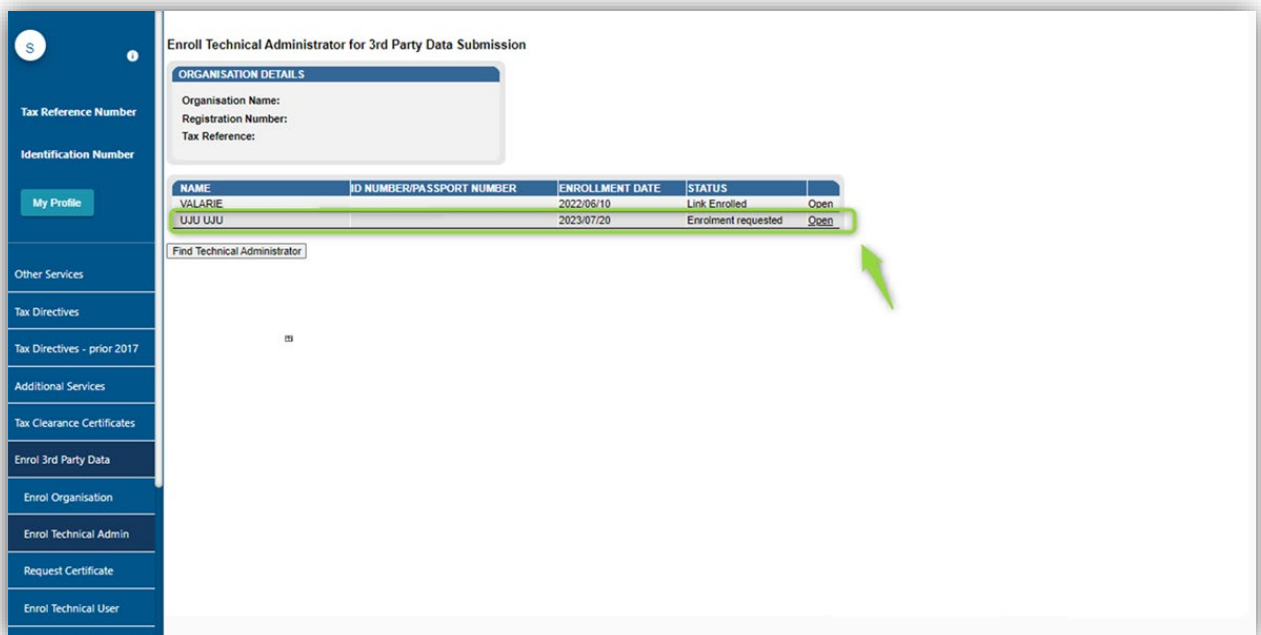 S
Tax Reference Number
Identification Number
My Profile
Other Services
Tax Directives
Tax Directives - prior 2017
Additional Services
Tax Clearance Certificates
Enrol 3rd Party Data
Enrol Organisation
Enrol Technical Admin
Request Certificate
Enrol Technical User
Enroll Technical Administrator for 3rd Party Data Submission
ORGANISATION DETAILS
Organisation Name:
Registration Number:
Tax Reference:
NAME ID NUMBER/PASSPORT NUMBER ENROLLMENT DATE STATUS
VALARIE 2022/06/10 Link Enrolled Open
UJU UJU 2023/07/20 Enrolment requested Open
Find Technical Administrator